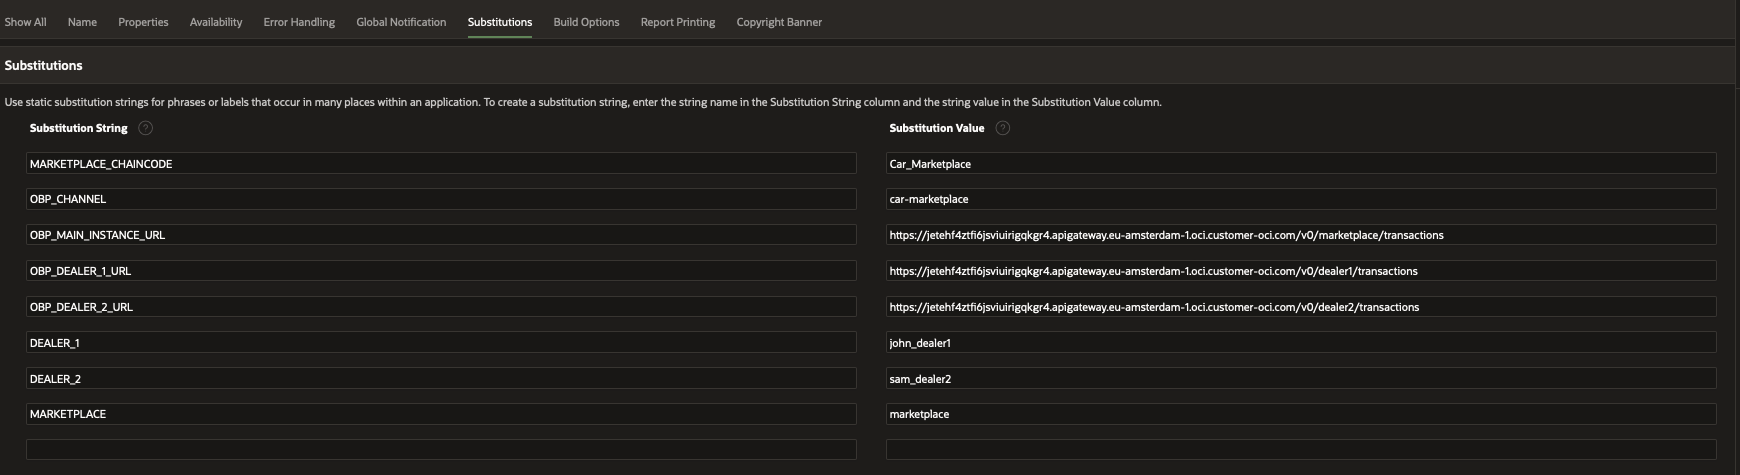 Show All Name Properties Availability Error Handling Global Notification Substitutions Build Options Report Printing Copyright Banner
Substitutions
Use static substitution strings for phrases or labels that occur in many places within an application. To create a substitution string, enter the string name in the Substitution String column and the string value in the Substitution Value column.
Substitution String ? Substitution Value ?
MARKETPLACE_CHAINCODE Car_Marketplace
OBP_CHANNEL car-marketplace
OBP_MAIN_INSTANCE_URL https://jetehf4ztfi6jsviuirigqkgr4.apigateway.eu-amsterdam-1.oci.customer-oci.com/v0/marketplace/transactions
OBP_DEALER_1_URL https://jetehf4ztfi6jsviuirigqkgr4.apigateway.eu-amsterdam-1.oci.customer-oci.com/v0/dealer1/transactions
OBP_DEALER_2_URL https://jetehf4ztfi6jsviuirigqkgr4.apigateway.eu-amsterdam-1.oci.customer-oci.com/v0/dealer2/transactions
DEALER_1 john_dealer1
DEALER_2 sam_dealer2
MARKETPLACE marketplace